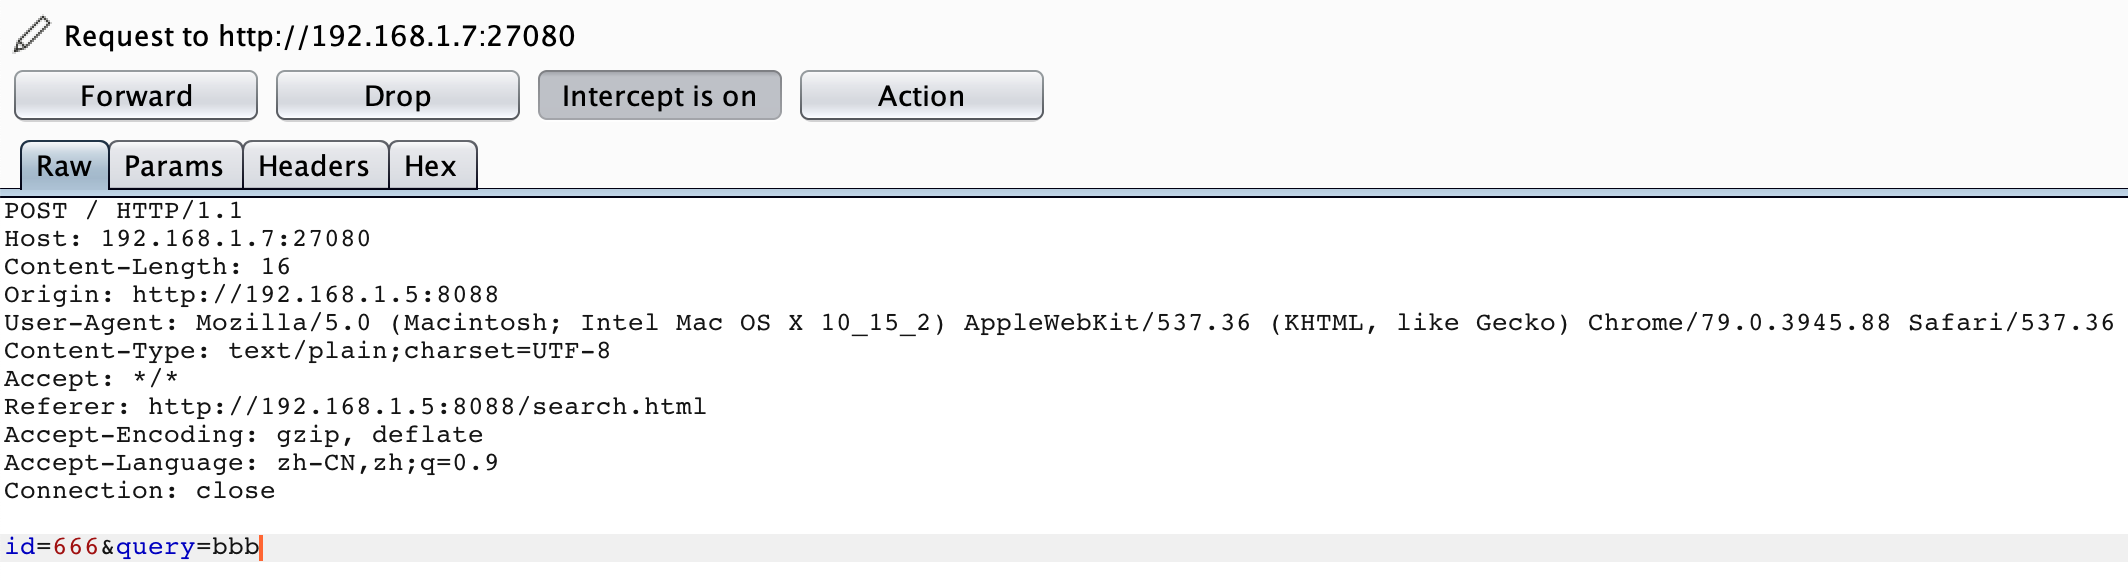 Request to http://192.168.1.7:27080
Forward Drop Intercept is on Action
Raw Params Headers Hex
POST / HTTP/1.1
Host: 192.168.1.7:27080
Content-Length: 16
Origin: http://192.168.1.5:8088
User-Agent: Mozilla/5.0 (Macintosh; Intel Mac OS X 10_15_2) AppleWebKit/537.36 (KHTML, like Gecko) Chrome/79.0.3945.88 Safari/537.36
Content-Type: text/plain;charset=UTF-8
Accept: */*
Referer: http://192.168.1.5:8088/search.html
Accept-Encoding: gzip, deflate
Accept-Language: zh-CN,zh;q=0.9
Connection: close
id=666&query=bbb